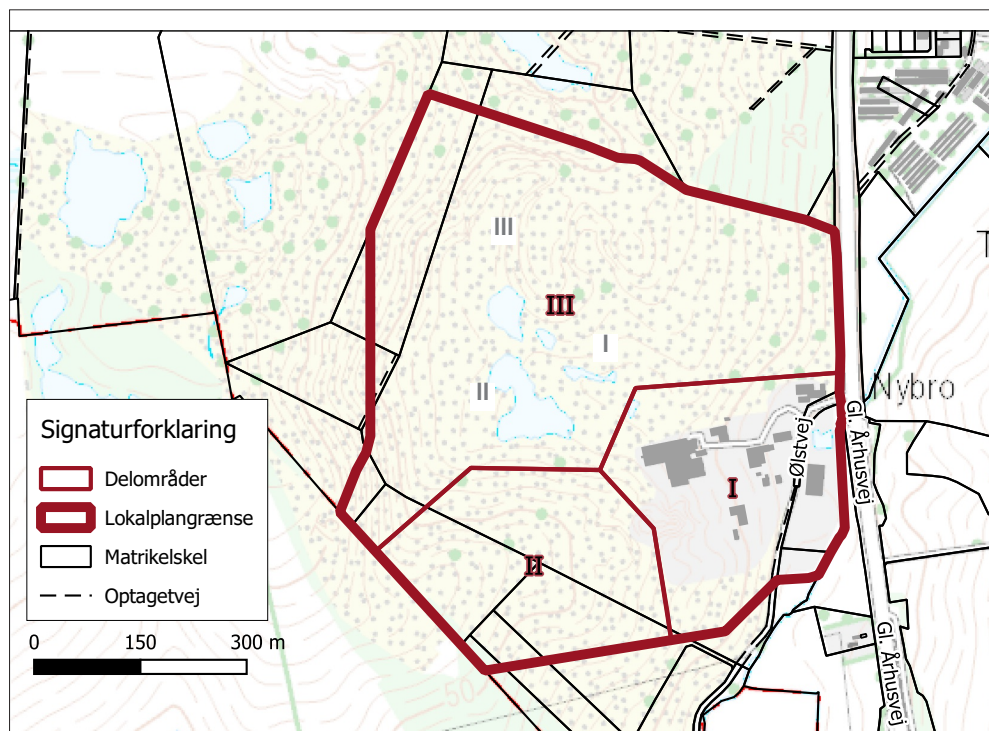 25
III
III
I
II
Nybro
T
Gl. Århusvej
Ølstvej
I
II
Signaturforklaring
Delområder
Lokalplangrænse
Matrikelskel
Optagetvej
0 150 300 m
50
Gl. Århusvej